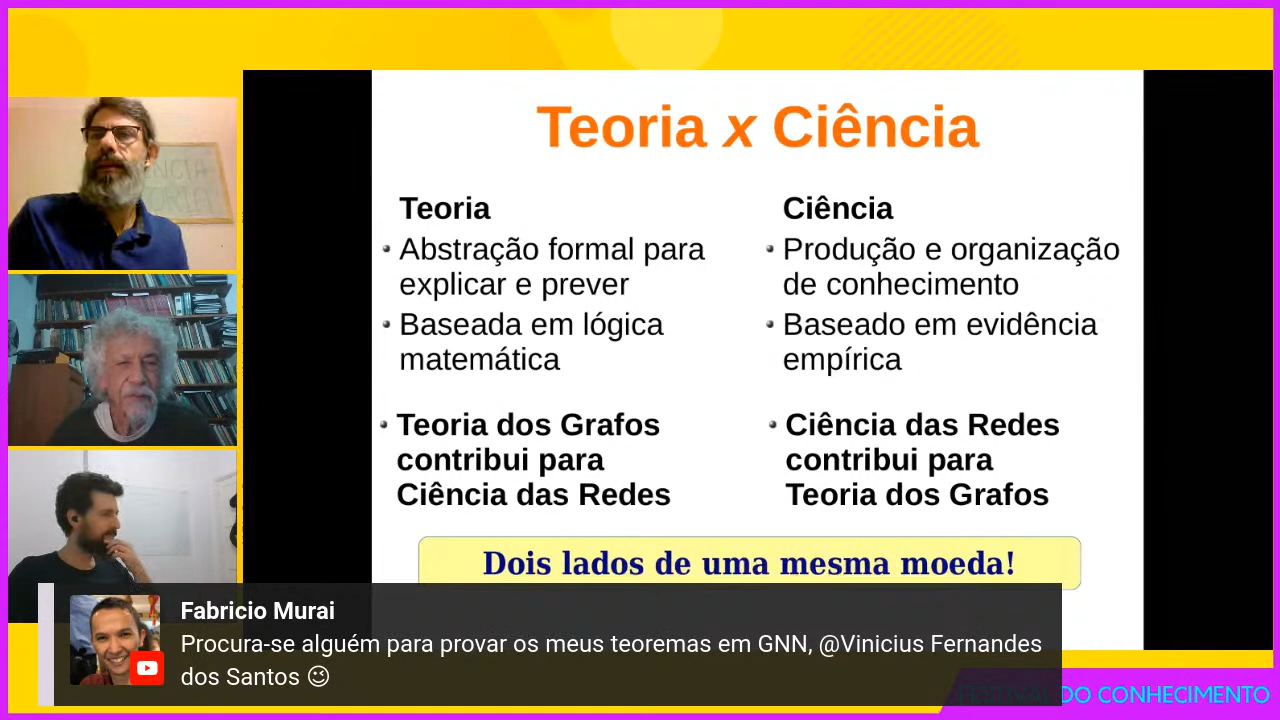 Teoria x Ciência
Teoria
Abstração formal para
explicar e prever
Baseada em lógica
matemática
Teoria dos Grafos
contribui para
Ciência das Redes
Ciência
Produção e organização
de conhecimento
Baseado em evidência
empírica
Ciência das Redes
contribui para
Teoria dos Grafos
Dois lados de uma mesma moeda!
Fabricio Murai
Procura-se alguém para provar os meus teoremas em GNN, @Vinicius Fernandes
dos Santos 😉
FESTIVAL DO CONHECIMENTO